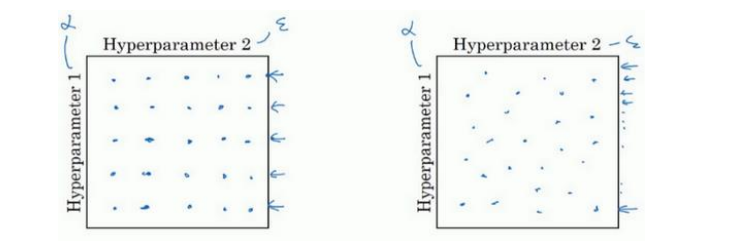 α
ε
Hyperparameter 2
Hyperparameter 1
α
Hyperparameter 2
ε
Hyperparameter 1